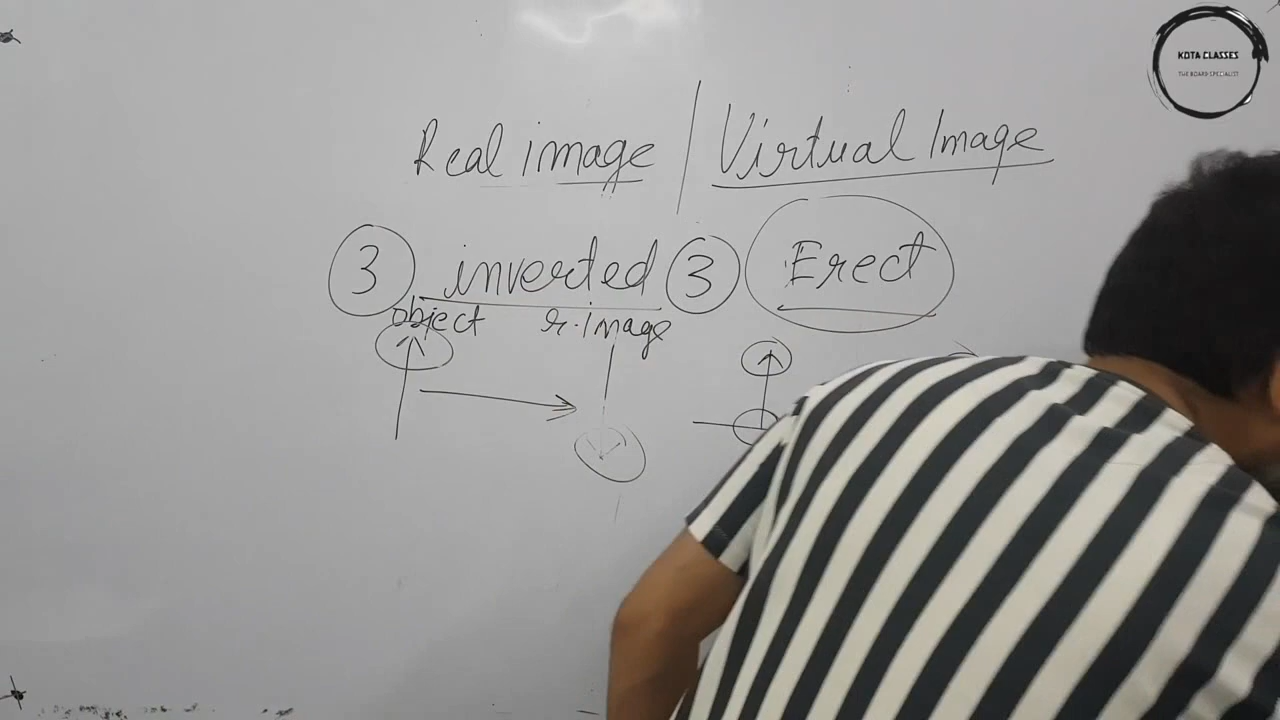 KOTA CLASSES
THE BOARD SPECIALIST
Real image | Virtual Image
3 inverted 3 Erect
object r.image